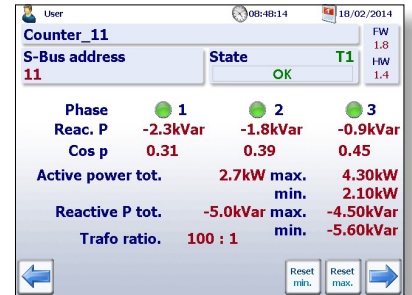 User 08:48:14 18/02/2014
Counter_11 FW
1.8
S-Bus address State T1 HW
11 OK 1.4
Phase 1 2 3
Reac. P -2.3kVar -1.8kVar -0.9kVar
Cos p 0.31 0.39 0.45
Active power tot. 2.7kW max. 4.30kW
min. 2.10kW
Reactive P tot. -5.0kVar max. -4.50kVar
min. -5.60kVar
Trafo ratio. 100 : 1
Reset min. Reset max.